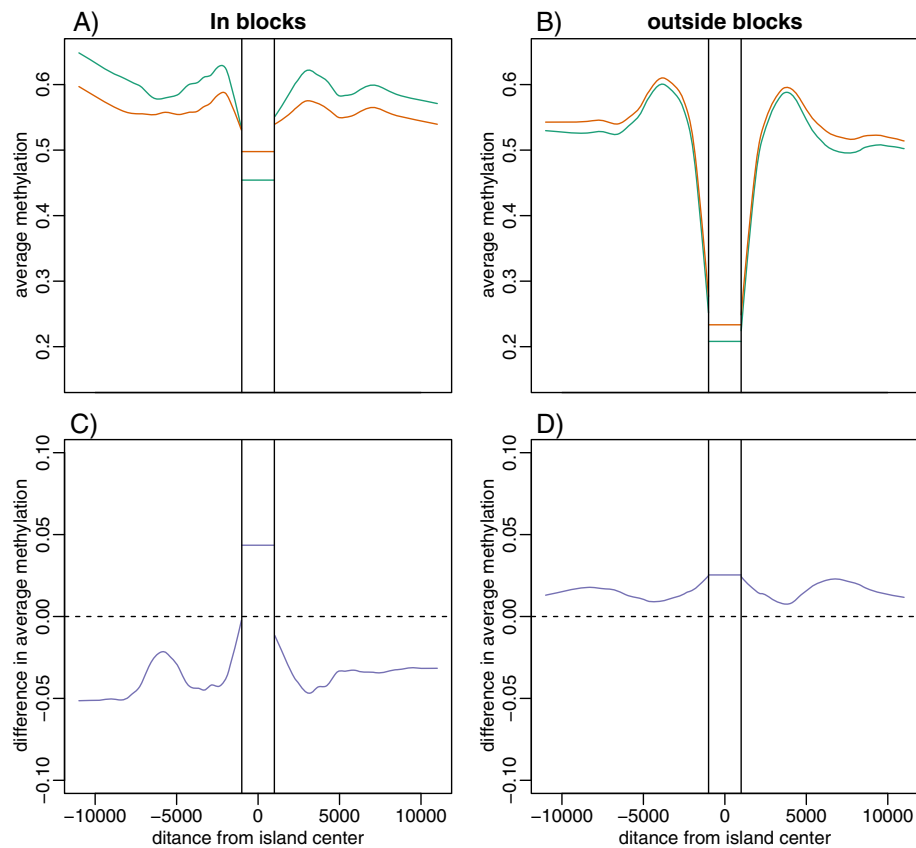 A)
In blocks
B)
outside blocks
average methylation
0.2
0.3
0.4
0.5
0.6
average methylation
0.2
0.3
0.4
0.5
0.6
C)
D)
difference in average methylation
−0.10
−0.05
0.00
0.05
0.10
−10000
−5000
0
5000
10000
ditance from island center
difference in average methylation
−0.10
−0.05
0.00
0.05
0.10
−10000
−5000
0
5000
10000
ditance from island center